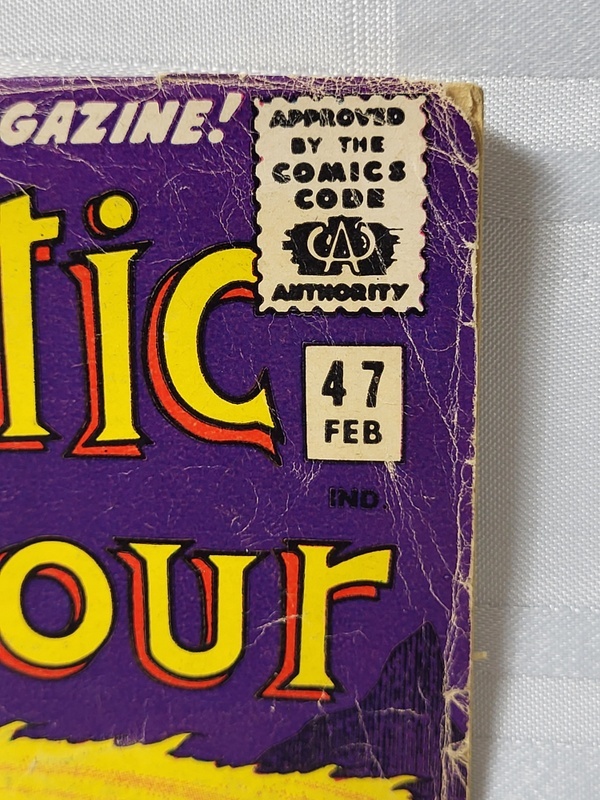 GAZINE!
APPROVED
BY THE
COMICS
CODE
CA
AUTHORITY
tic
47
FEB
IND.
our